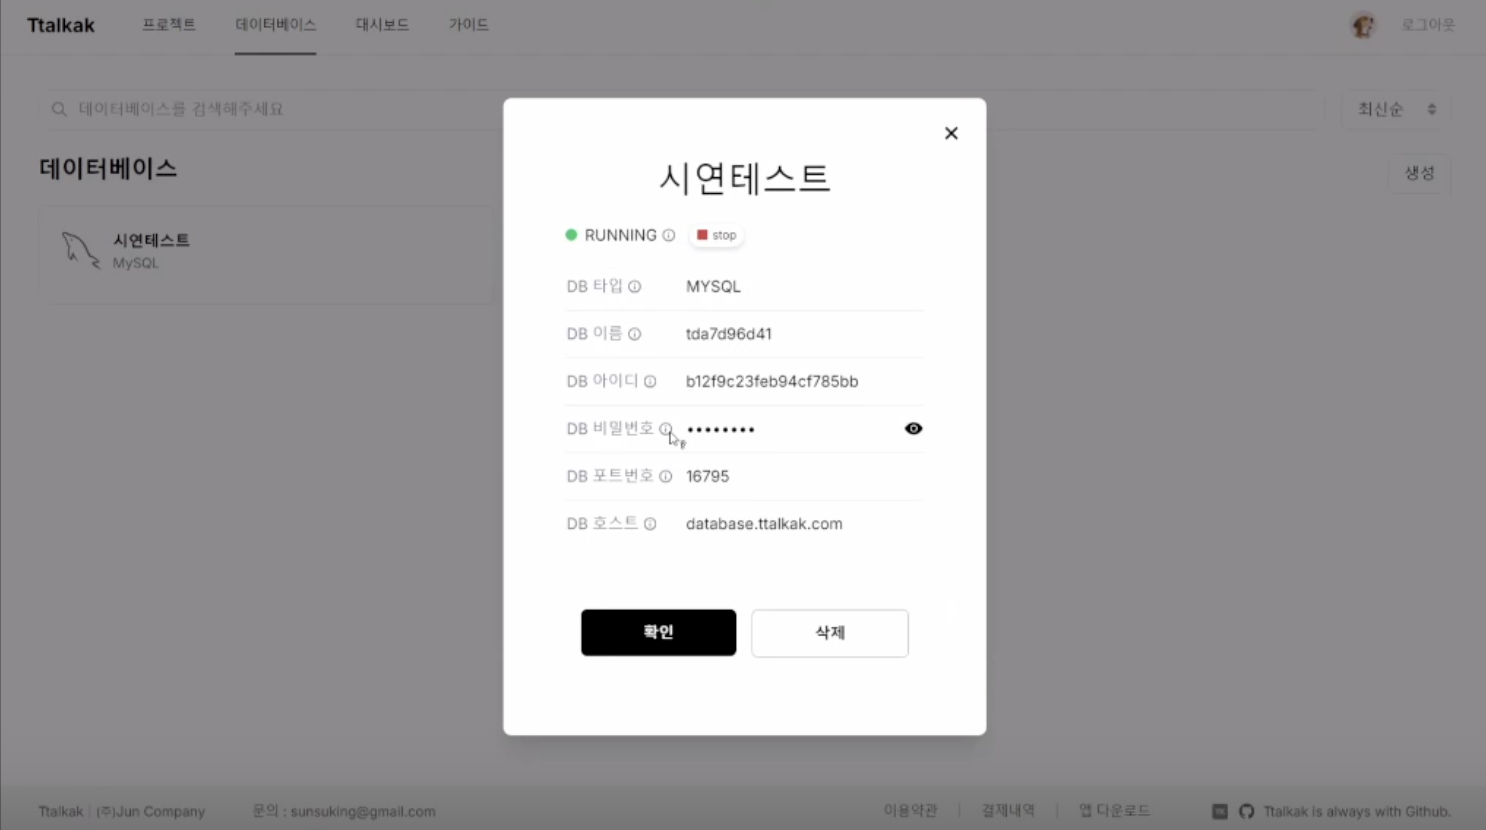 Ttalkak 프로젝트 데이터베이스 대시보드 가이드 로그아웃
데이터베이스를 검색해주세요 최신순
데이터베이스 생성
시연테스트
MySQL
시연테스트
RUNNING stop
DB 타입 MYSQL
DB 이름 tda7d96d41
DB 아이디 b12f9c23feb94cf785bb
DB 비밀번호 ••••••••
DB 포트번호 16795
DB 호스트 database.ttalkak.com
확인 삭제
Ttalkak | (주)Jun Company 문의 : sunsuking@gmail.com 이용약관 | 결제내역 | 앱 다운로드 Ttalkak is always with Github.